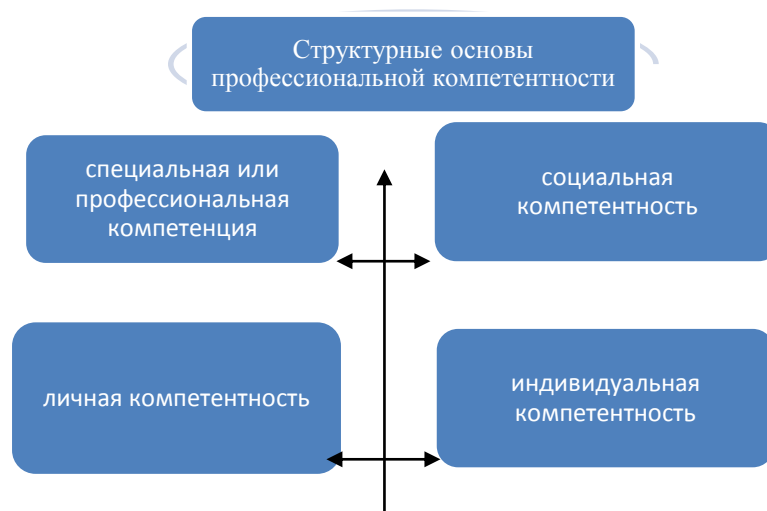 Структурные основы
профессиональной компетентности
специальная или
профессиональная
компетенция
социальная
компетентность
личная компетентность
индивидуальная
компетентность